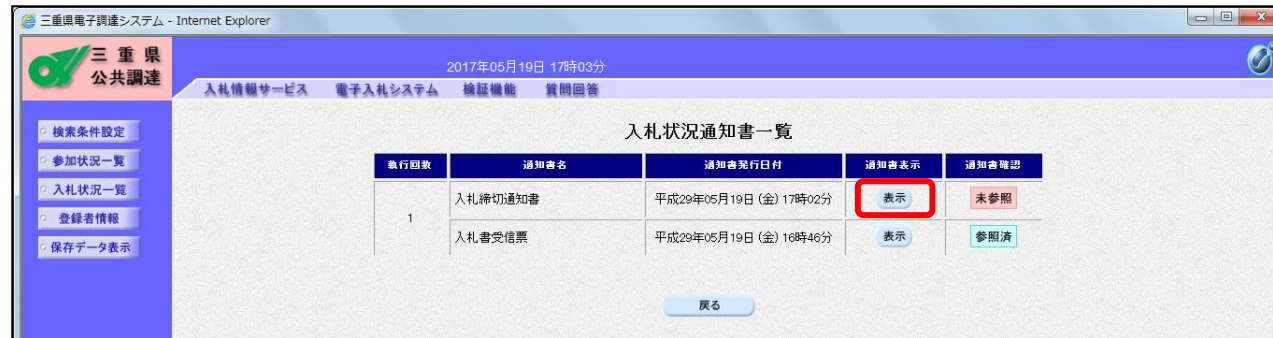 三重県電子調達システム - Internet Explorer
三重県
公共調達
2017年05月19日 17時03分
入札情報サービス 電子入札システム 検証機能 質問回答
検索条件設定
参加状況一覧
入札状況一覧
登録者情報
保存データ表示
入札状況通知書一覧
執行回数 通知書名 通知書発行日付 通知書表示 通知書確認
1
入札締切通知書 平成29年05月19日(金) 17時02分 表示 未参照
入札書受信票 平成29年05月19日(金) 16時46分 表示 参照済
戻る